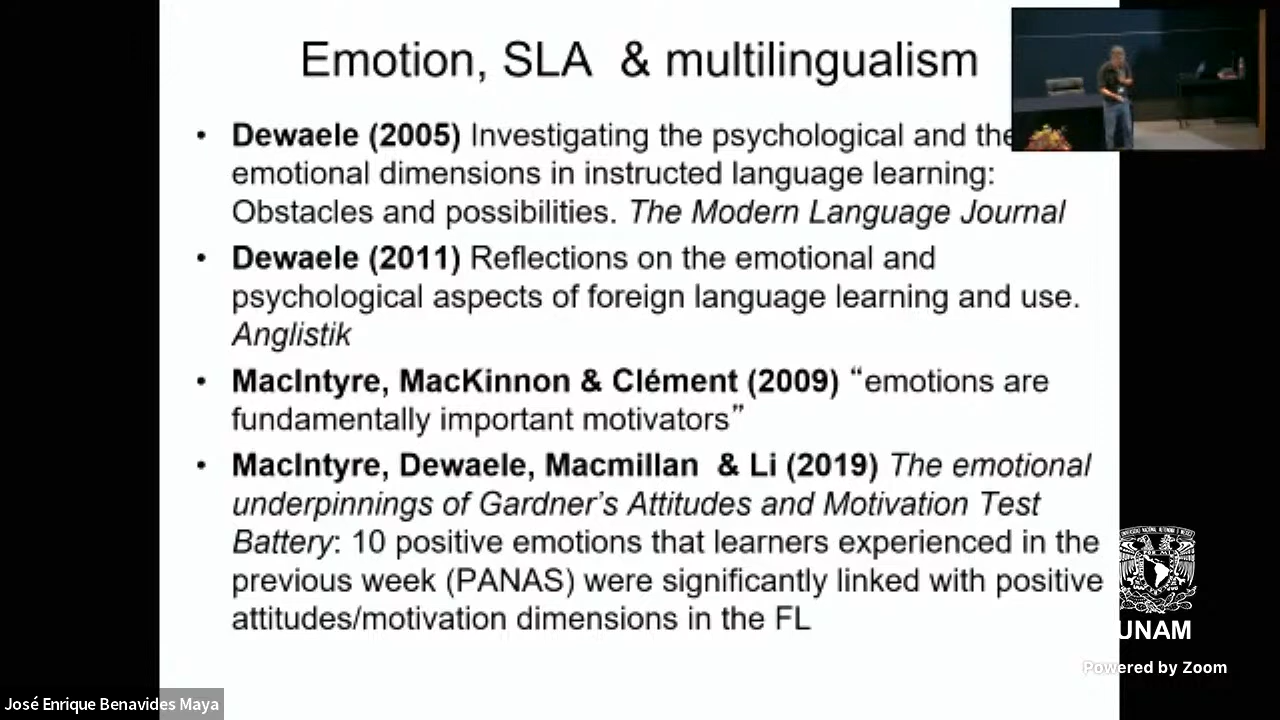 Emotion, SLA & multilingualism
• Dewaele (2005) Investigating the psychological and the
emotional dimensions in instructed language learning:
Obstacles and possibilities. The Modern Language Journal
• Dewaele (2011) Reflections on the emotional and
psychological aspects of foreign language learning and use.
Anglistik
• MacIntyre, MacKinnon & Clément (2009) “emotions are
fundamentally important motivators”
• MacIntyre, Dewaele, Macmillan & Li (2019) The emotional
underpinnings of Gardner’s Attitudes and Motivation Test
Battery: 10 positive emotions that learners experienced in the
previous week (PANAS) were significantly linked with positive
attitudes/motivation dimensions in the FL
UNAM
Powered by Zoom
José Enrique Benavides Maya